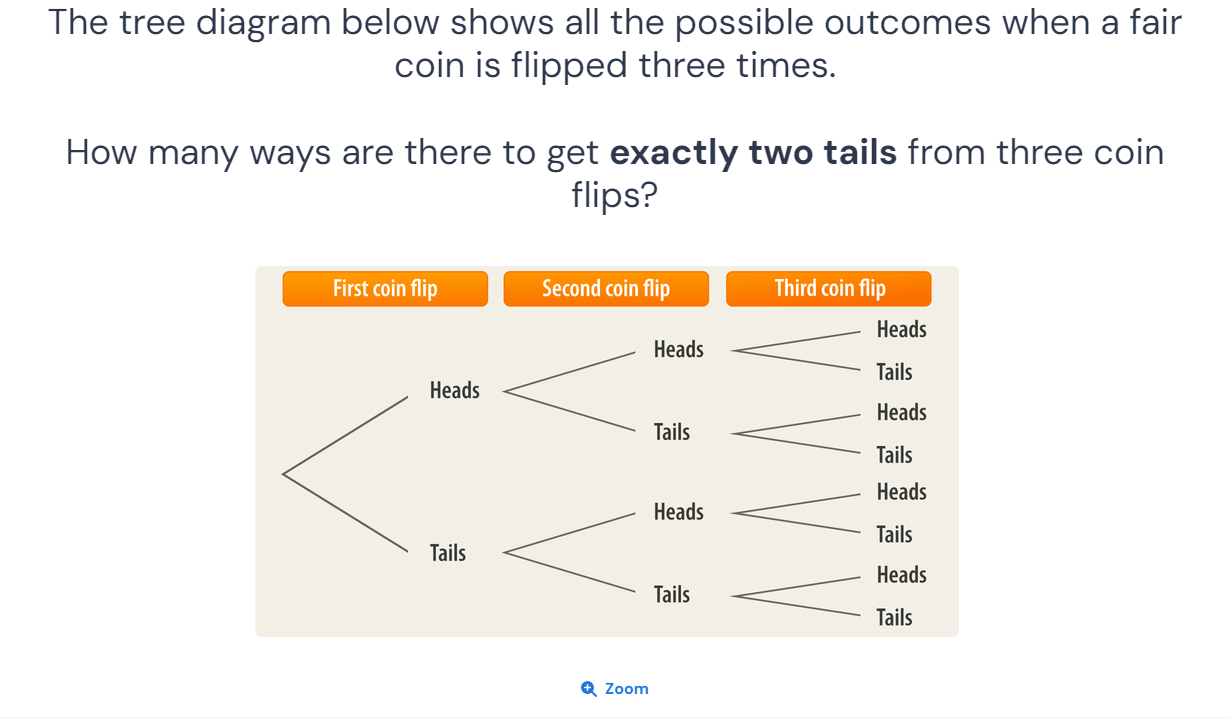 The tree diagram below shows all the possible outcomes when a fair
coin is flipped three times.
How many ways are there to get exactly two tails from three coin
flips?
First coin flip Second coin flip Third coin flip
Heads
Heads
Tails
Heads
Heads
Tails
Tails
Heads
Heads
Tails
Tails
Heads
Tails
Tails
Zoom